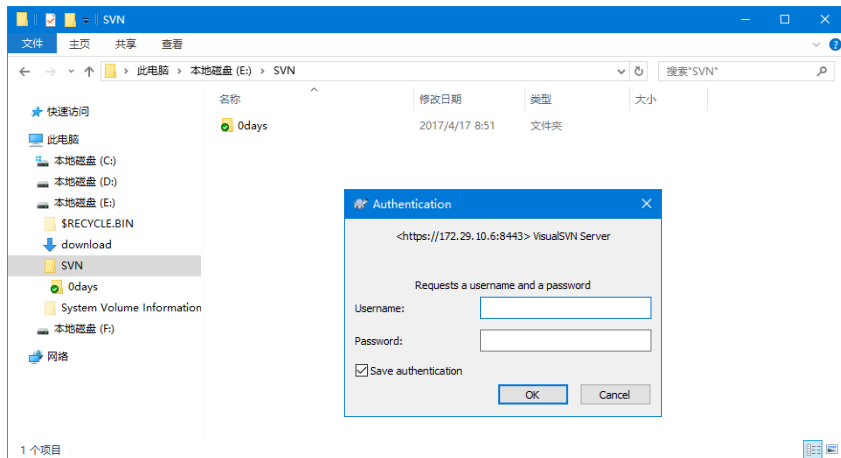 SVN
文件 主页 共享 查看
此电脑 › 本地磁盘 (E:) › SVN 搜索"SVN"
名称 修改日期 类型 大小
0days 2017/4/17 8:51 文件夹
快速访问
此电脑
本地磁盘 (C:)
本地磁盘 (D:)
本地磁盘 (E:)
$RECYCLE.BIN
download
SVN
0days
System Volume Information
本地磁盘 (F:)
网络
Authentication
<https://172.29.10.6:8443> VisualSVN Server
Requests a username and a password
Username:
Password:
Save authentication
OK Cancel
1 个项目